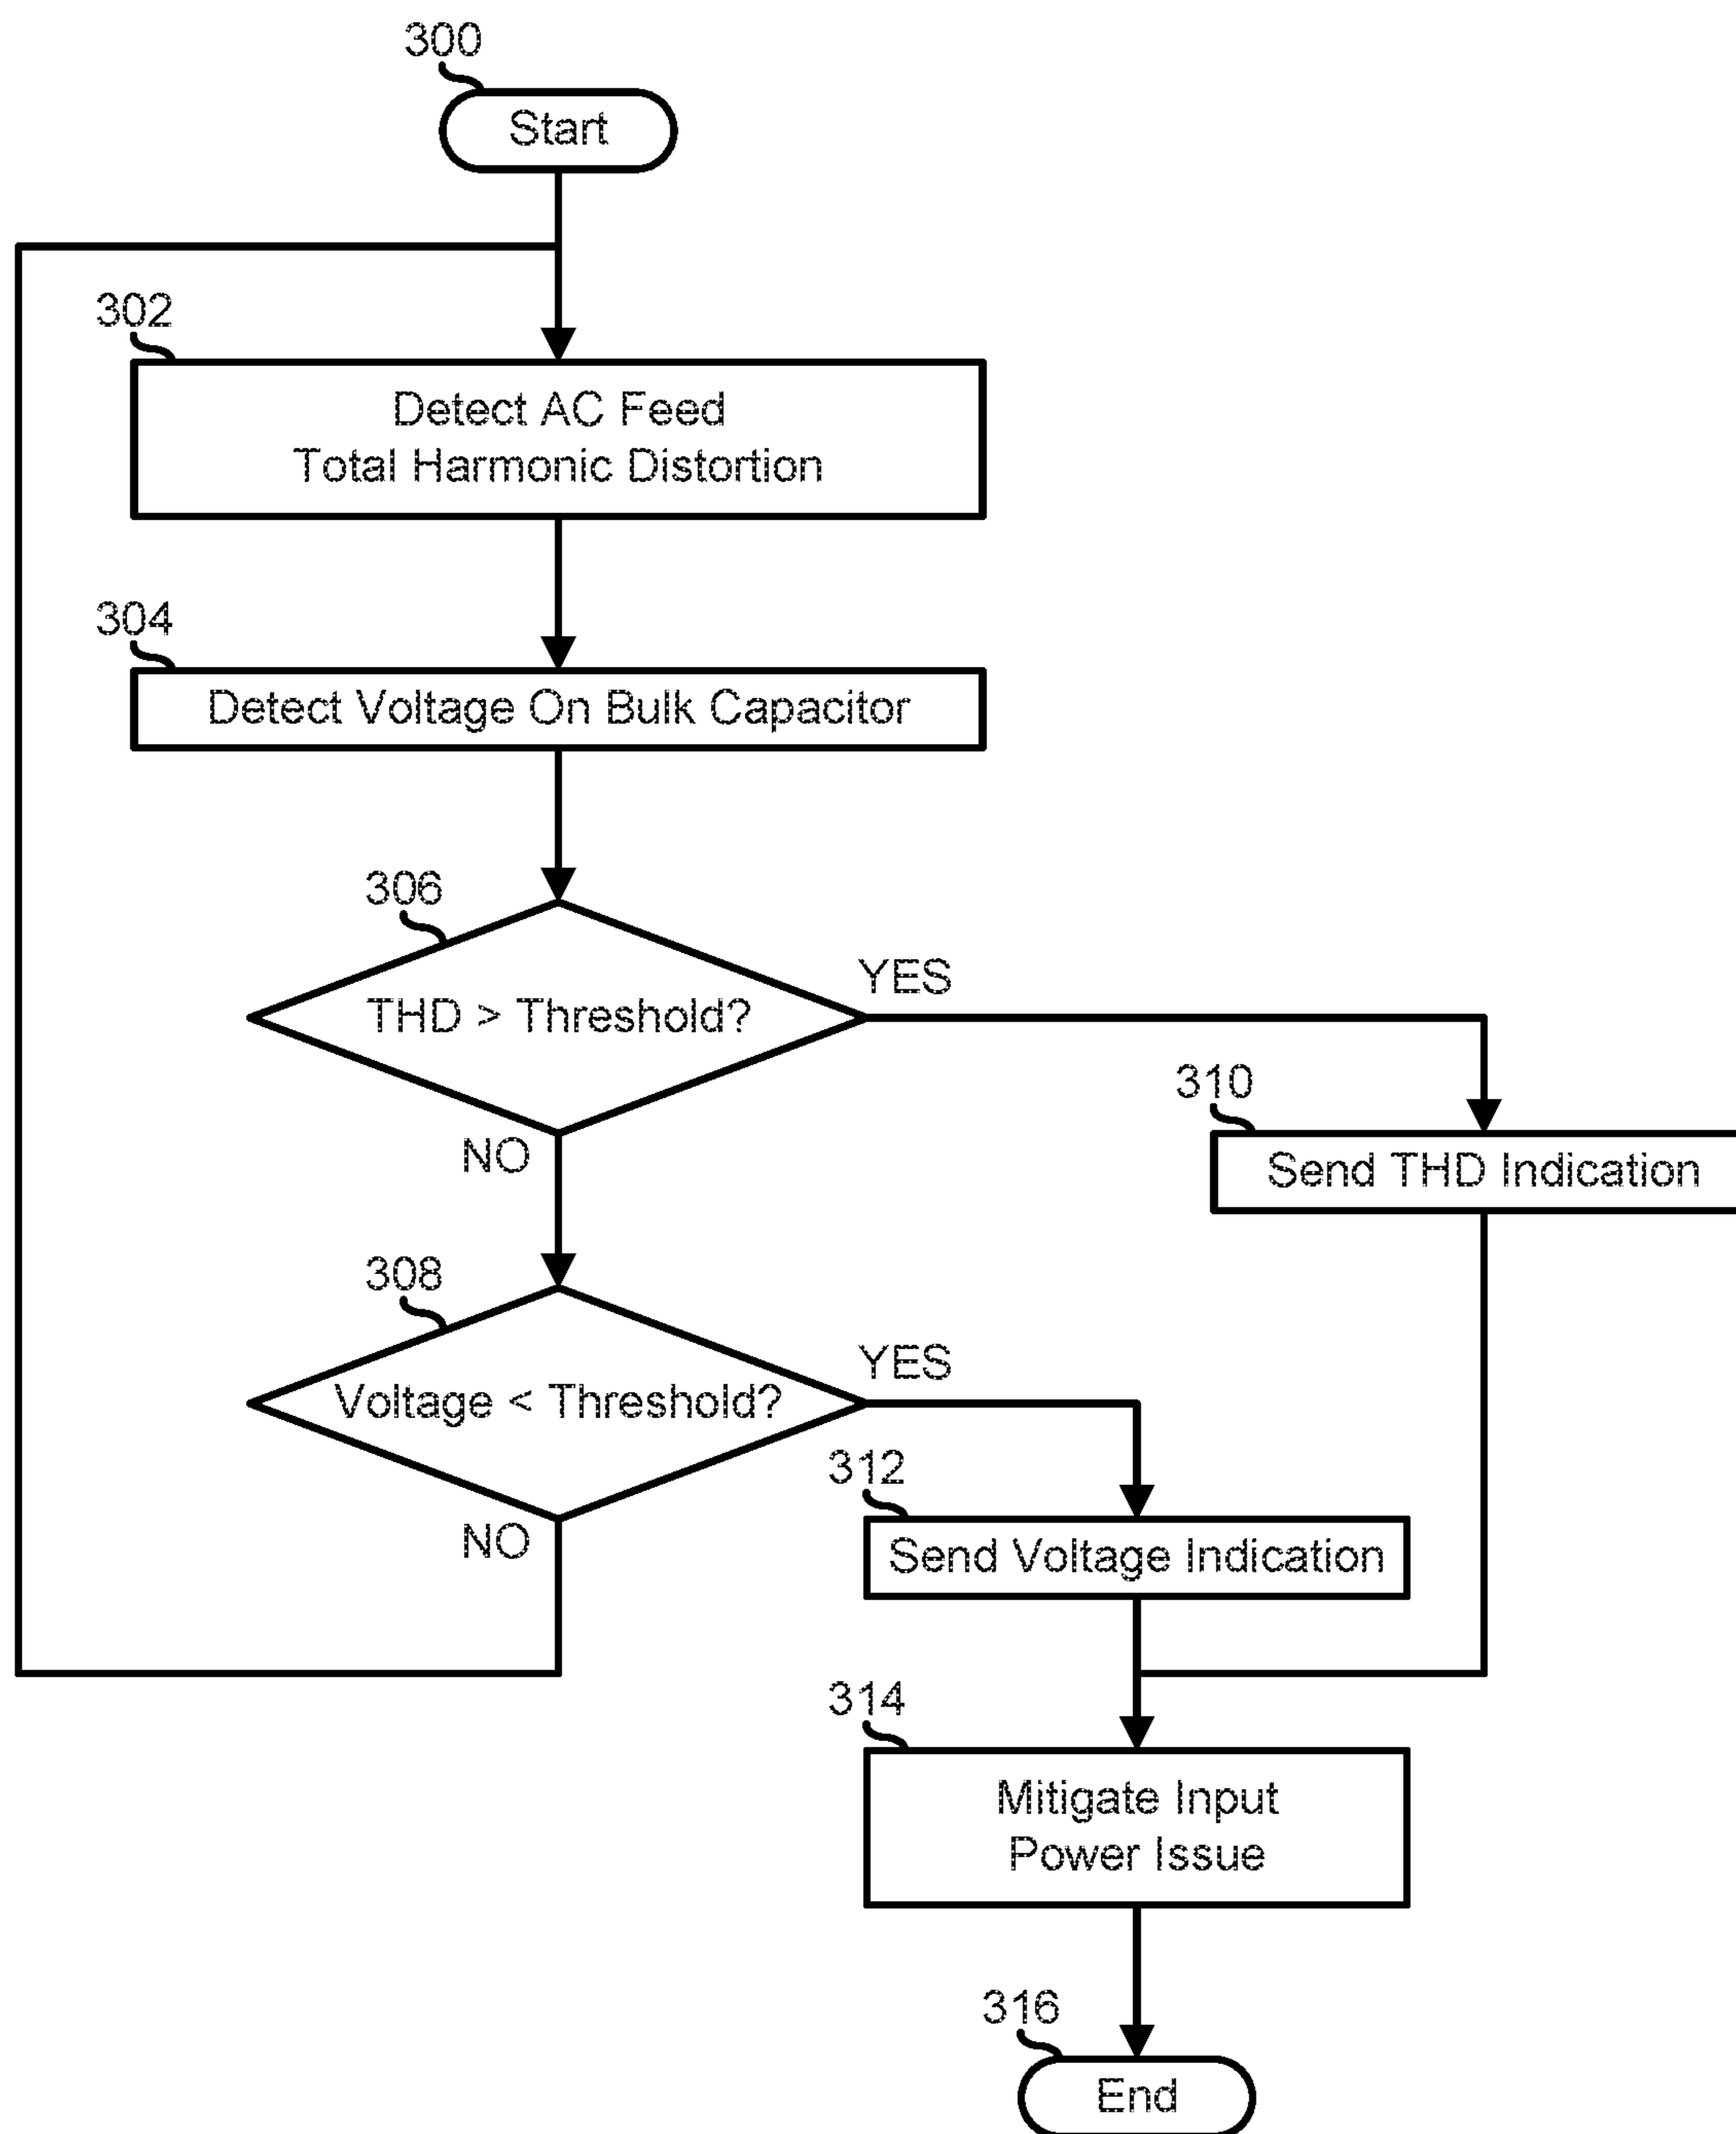 300
Start
302
Detect AC Feed
Total Harmonic Distortion
304
Detect Voltage On Bulk Capacitor
306
THD > Threshold?
YES
NO
310
Send THD Indication
308
Voltage < Threshold?
YES
NO
312
Send Voltage Indication
314
Mitigate Input
Power Issue
316
End